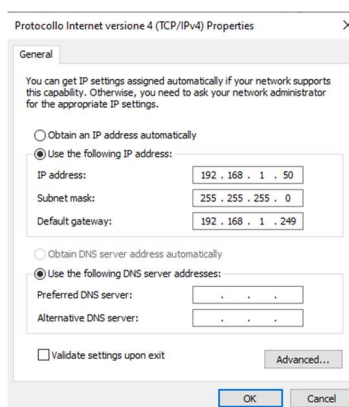 Protocollo Internet versione 4 (TCP/IPv4) Properties
General
You can get IP settings assigned automatically if your network supports
this capability. Otherwise, you need to ask your network administrator
for the appropriate IP settings.
Obtain an IP address automatically
Use the following IP address:
IP address: 192 . 168 . 1 . 50
Subnet mask: 255 . 255 . 255 . 0
Default gateway: 192 . 168 . 1 . 249
Obtain DNS server address automatically
Use the following DNS server addresses:
Preferred DNS server: . . .
Alternative DNS server: . . .
Validate settings upon exit
Advanced...
OK Cancel